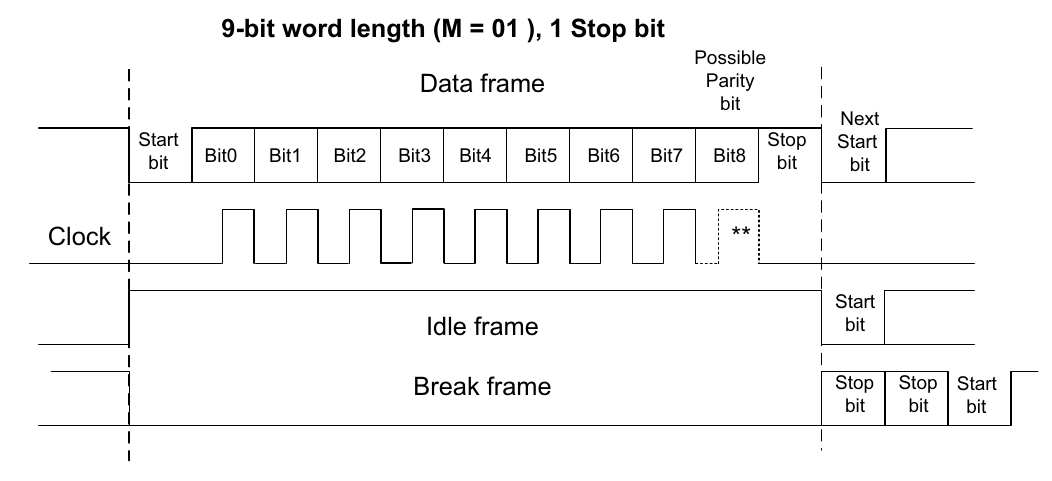 9-bit word length (M = 01 ), 1 Stop bit
Data frame
Possible
Parity
bit
Start
bit
Bit0
Bit1
Bit2
Bit3
Bit4
Bit5
Bit6
Bit7
Bit8
Stop
bit
Next
Start
bit
Clock
**
Idle frame
Start
bit
Break frame
Stop
bit
Stop
bit
Start
bit